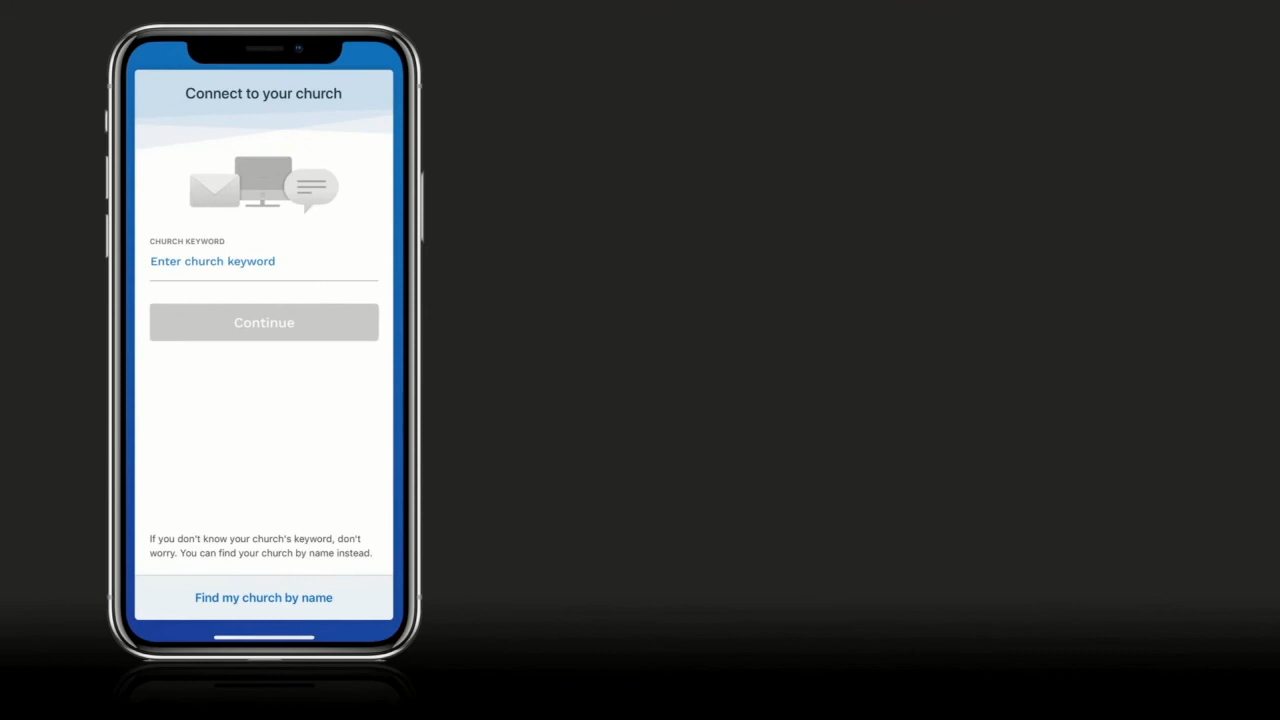 Connect to your church
CHURCH KEYWORD
Enter church keyword
Continue
If you don't know your church's keyword, don't
worry. You can find your church by name instead.
Find my church by name